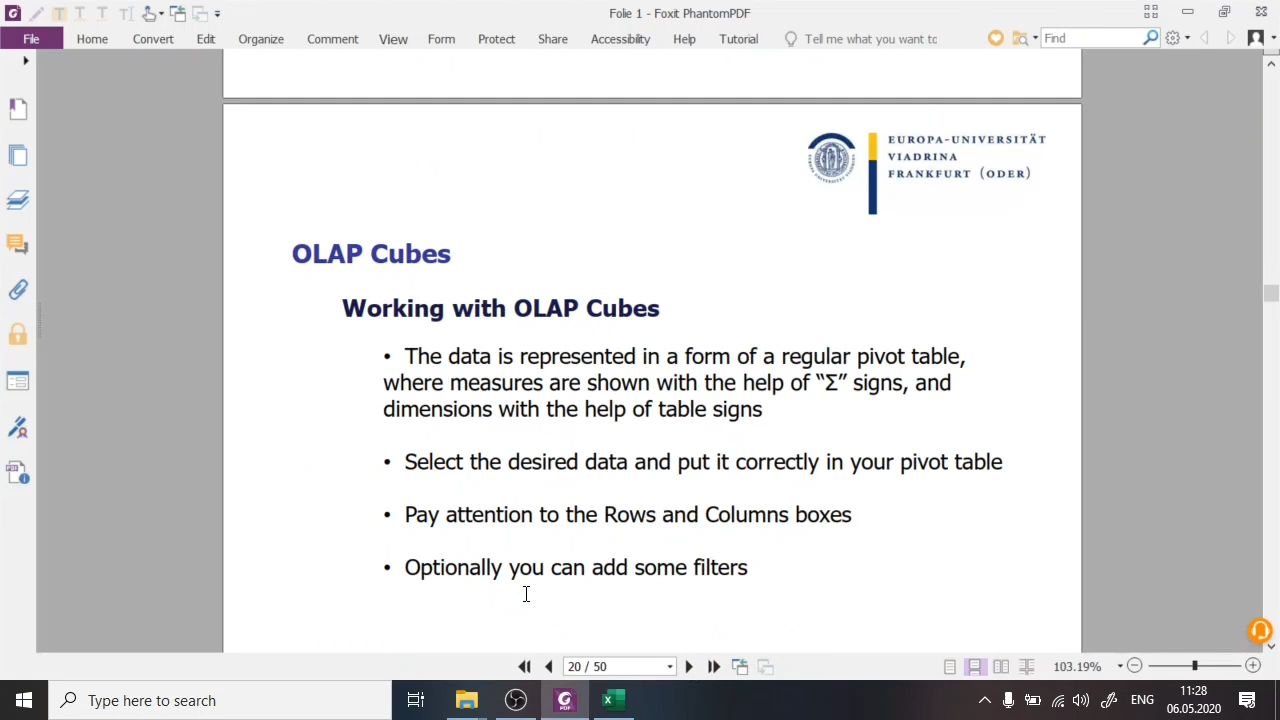 Folie 1 - Foxit PhantomPDF
File Home Convert Edit Organize Comment View Form Protect Share Accessibility Help Tutorial Tell me what you want to Find
EUROPA-UNIVERSITÄT
VIADRINA
FRANKFURT (ODER)
OLAP Cubes
Working with OLAP Cubes
• The data is represented in a form of a regular pivot table,
where measures are shown with the help of “Σ” signs, and
dimensions with the help of table signs
• Select the desired data and put it correctly in your pivot table
• Pay attention to the Rows and Columns boxes
• Optionally you can add some filters
20 / 50
103.19%
Type here to search
ENG
11:28
06.05.2020